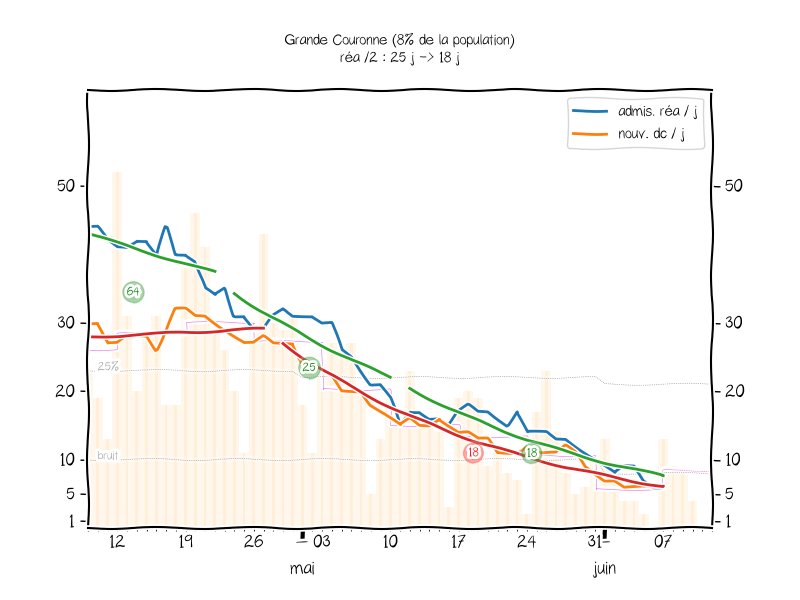 Grande Couronne (8% de la population)
réa /2 : 25 j -> 18 j
admis. réa / j
nouv. dc / j
50
50
64
30
30
25%
25
20
20
18
18
bruit
10
10
5
5
1
1
12 19 26 03 10 17 24 31 07
mai juin